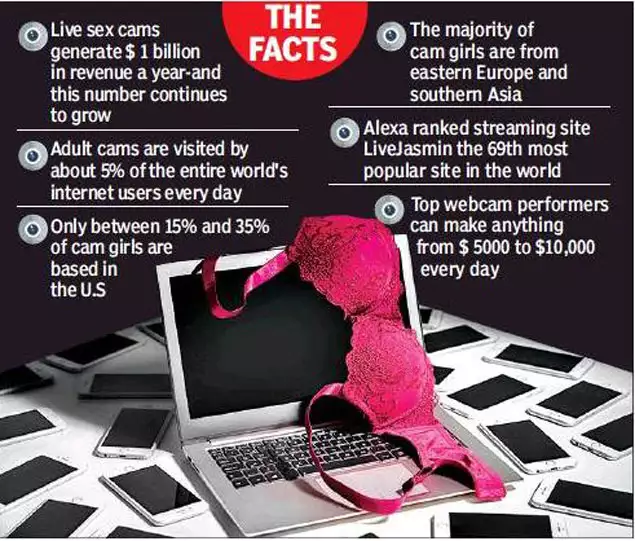 THE
FACTS
Live sex cams
generate $ 1 billion
in revenue a year-and
this number continues
to grow
Adult cams are visited by
about 5% of the entire world's
internet users every day
Only between 15% and 35%
of cam girls are
based in
the U.S
The majority of
cam girls are from
eastern Europe and
southern Asia
Alexa ranked streaming site
LiveJasmin the 69th most
popular site in the world
Top webcam performers
can make anything
from $ 5000 to $10,000
every day